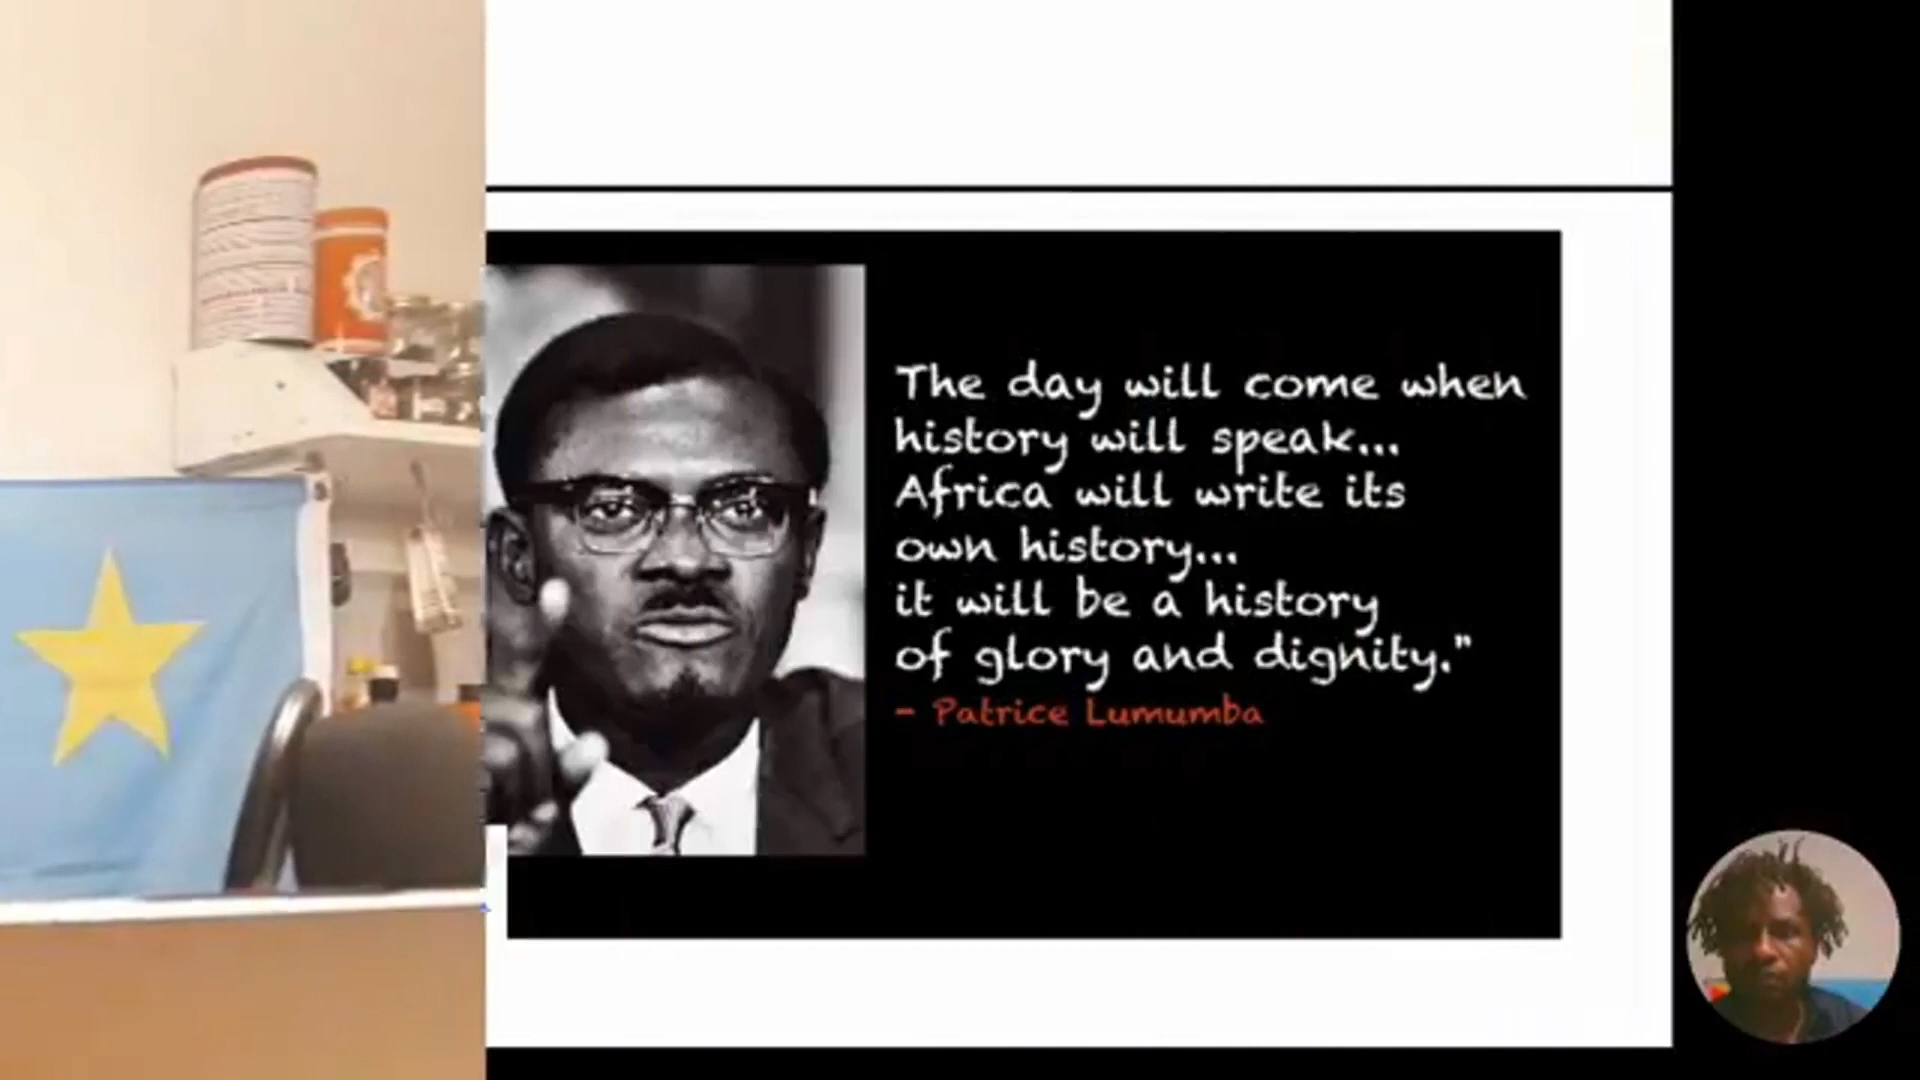 The day will come when
history will speak...
Africa will write its
own history...
it will be a history
of glory and dignity."
- Patrice Lumumba